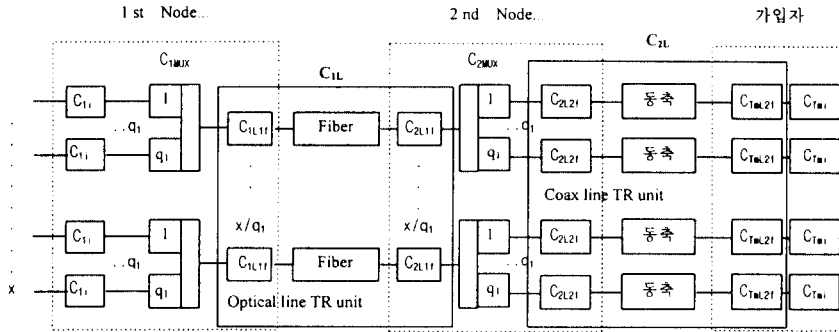 1 st Node...
2 nd Node...
가입자
C1MUX
C1L
C2MUX
C2L
C1i 1 C1L1f Fiber C2L1f 1 C2L2f 동축 CTmL2f CTmi
...q1 ...q1
C1i q1 q1 C2L2f 동축 CTmL2f CTmi
Coax line TR unit
x/q1 x/q1
C1i 1 1 C2L2f 동축 CTmL2f CTmi
...q1 C1L1f Fiber C2L1f ...q1
x C1i q1 q1 C2L2f 동축 CTmL2f CTmi
Optical line TR unit